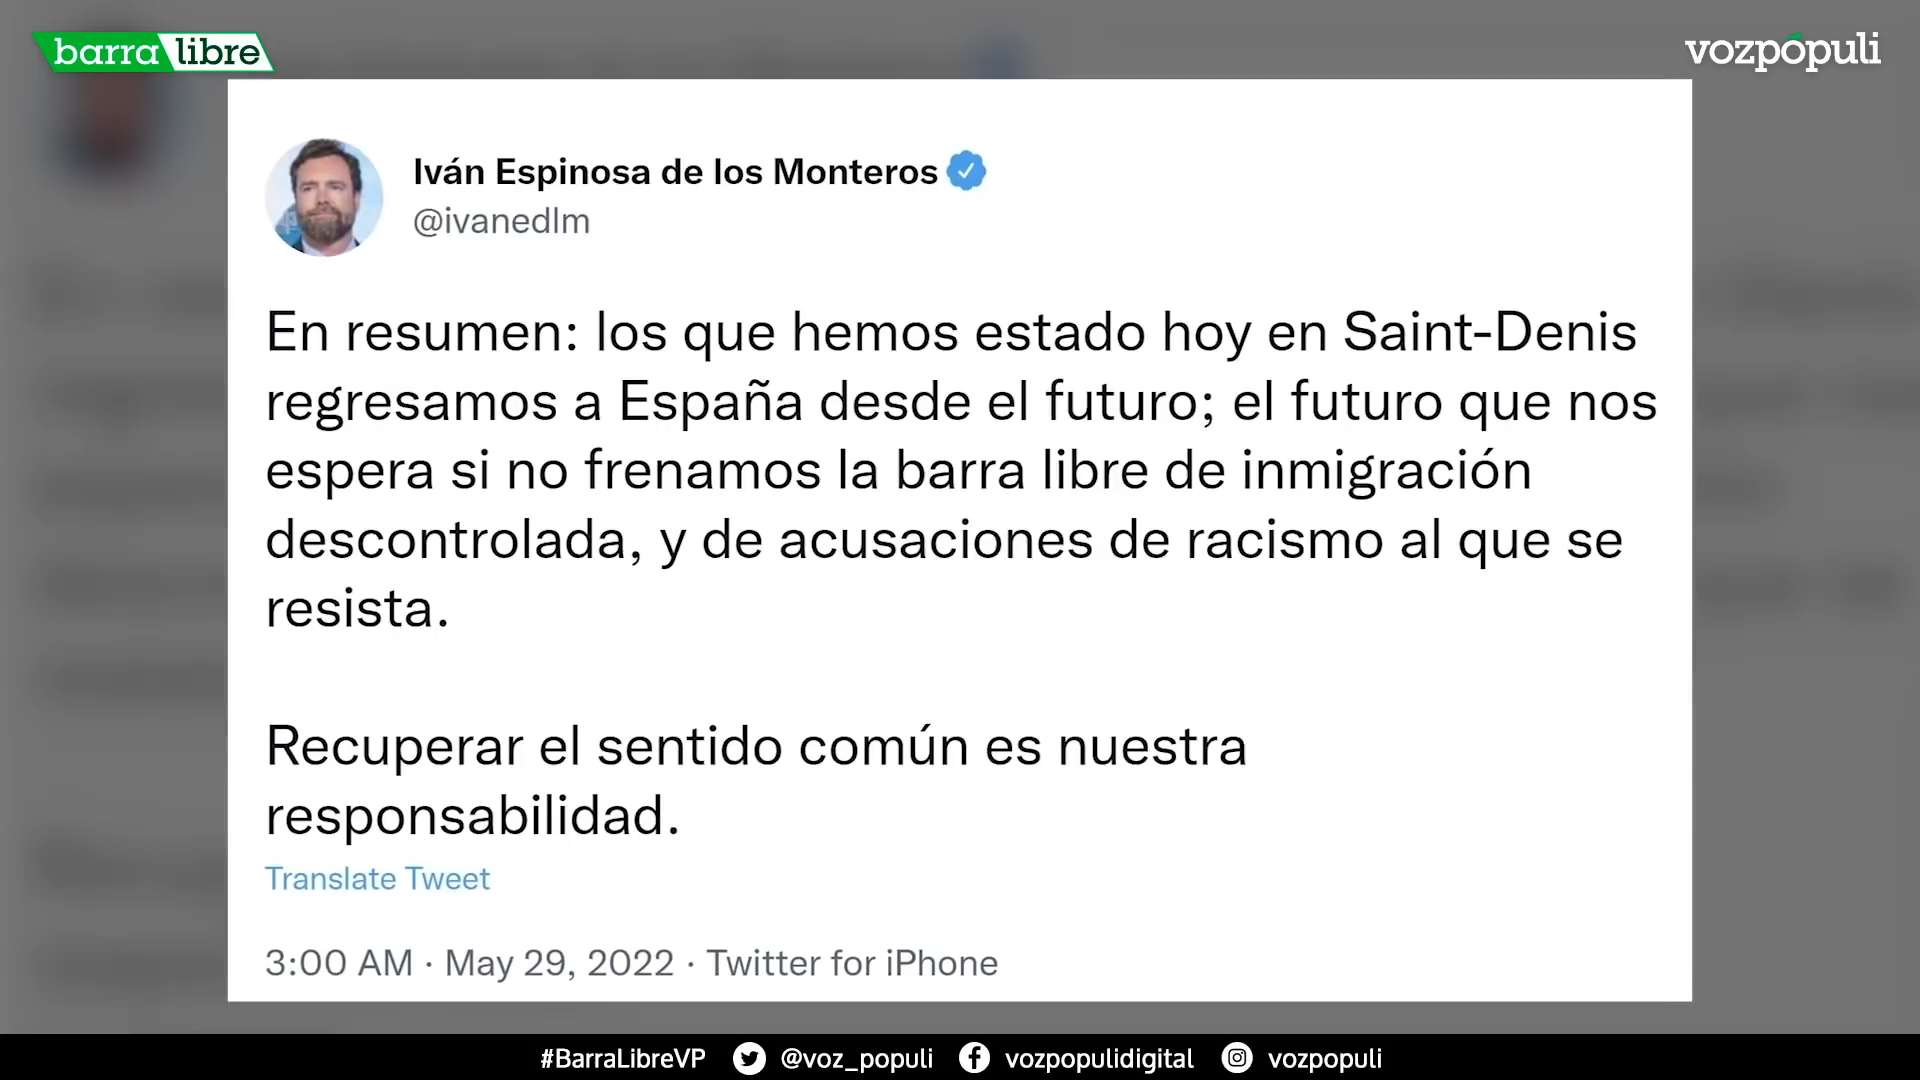 barra libre
vozpópuli
Iván Espinosa de los Monteros
@ivanedlm
En resumen: los que hemos estado hoy en Saint-Denis
regresamos a España desde el futuro; el futuro que nos
espera si no frenamos la barra libre de inmigración
descontrolada, y de acusaciones de racismo al que se
resista.
Recuperar el sentido común es nuestra
responsabilidad.
Translate Tweet
3:00 AM · May 29, 2022 · Twitter for iPhone
#BarraLibreVP @voz_populi vozpopulidigital vozpopuli